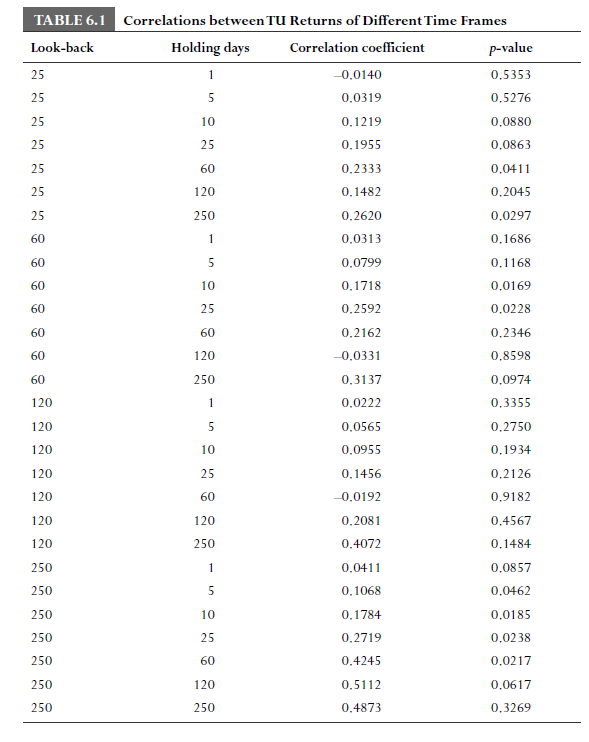 TABLE 6.1 Correlations between TU Returns of Different Time Frames
Look-back Holding days Correlation coefficient p-value
25 1 –0.0140 0.5353
25 5 0.0319 0.5276
25 10 0.1219 0.0880
25 25 0.1955 0.0863
25 60 0.2333 0.0411
25 120 0.1482 0.2045
25 250 0.2620 0.0297
60 1 0.0313 0.1686
60 5 0.0799 0.1168
60 10 0.1718 0.0169
60 25 0.2592 0.0228
60 60 0.2162 0.2346
60 120 –0.0331 0.8598
60 250 0.3137 0.0974
120 1 0.0222 0.3355
120 5 0.0565 0.2750
120 10 0.0955 0.1934
120 25 0.1456 0.2126
120 60 –0.0192 0.9182
120 120 0.2081 0.4567
120 250 0.4072 0.1484
250 1 0.0411 0.0857
250 5 0.1068 0.0462
250 10 0.1784 0.0185
250 25 0.2719 0.0238
250 60 0.4245 0.0217
250 120 0.5112 0.0617
250 250 0.4873 0.3269